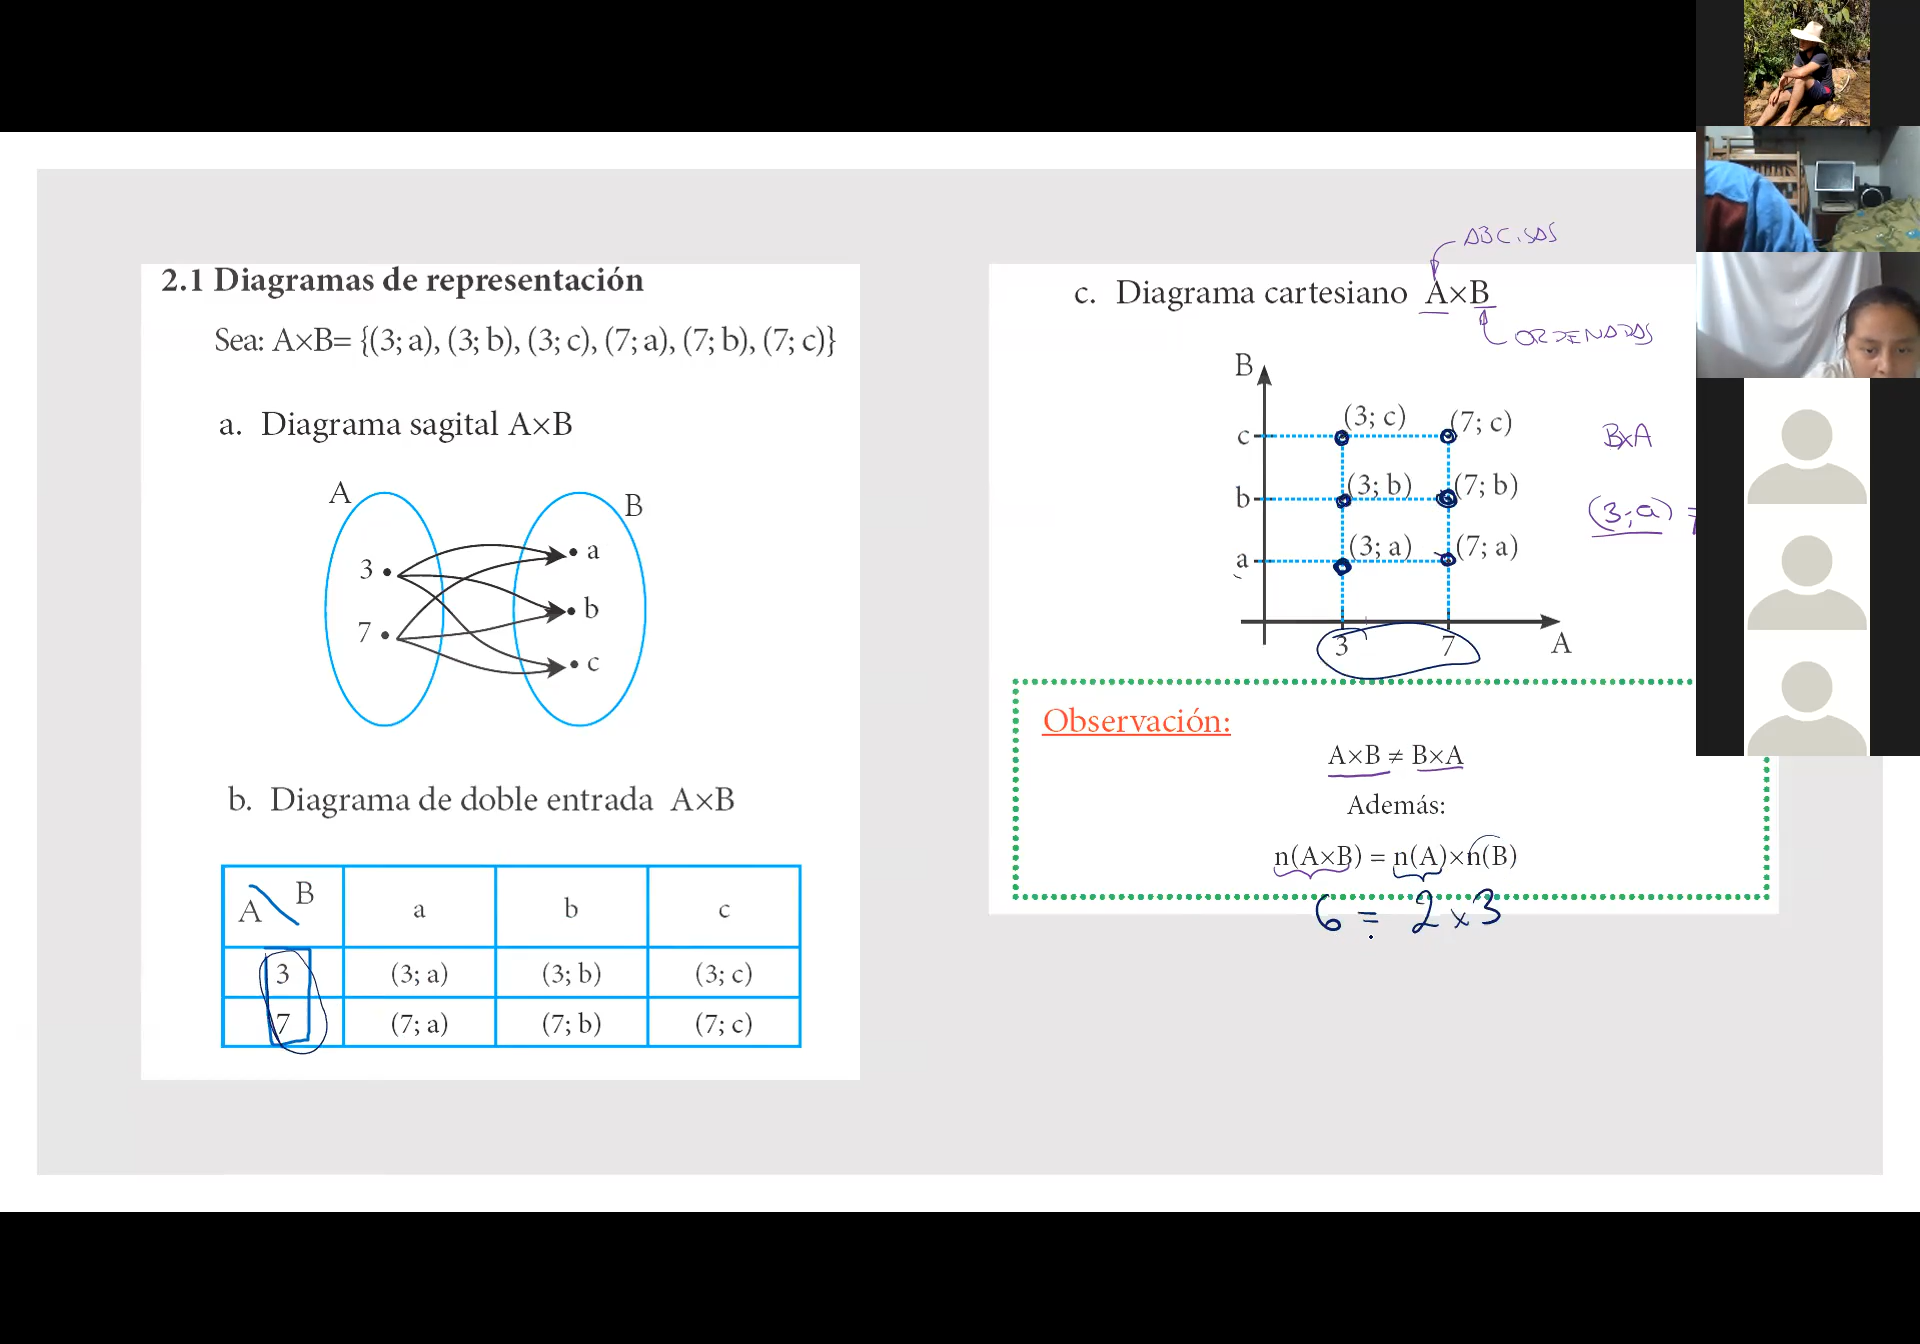 2.1 Diagramas de representación
Sea: A×B= {(3; a), (3; b), (3; c), (7; a), (7; b), (7; c)}
a. Diagrama sagital A×B
A
B
3
7
a
b
c
b. Diagrama de doble entrada A×B
A B a b c
3 (3; a) (3; b) (3; c)
7 (7; a) (7; b) (7; c)
ABCISAS
c. Diagrama cartesiano A×B
ORDENADAS
B
c (3; c) (7; c)
b (3; b) (7; b)
a (3; a) (7; a)
3 7 A
BxA
(3; a)
Observación:
A×B ≠ B×A
Además:
n(A×B) = n(A)×n(B)
6 = 2 x 3